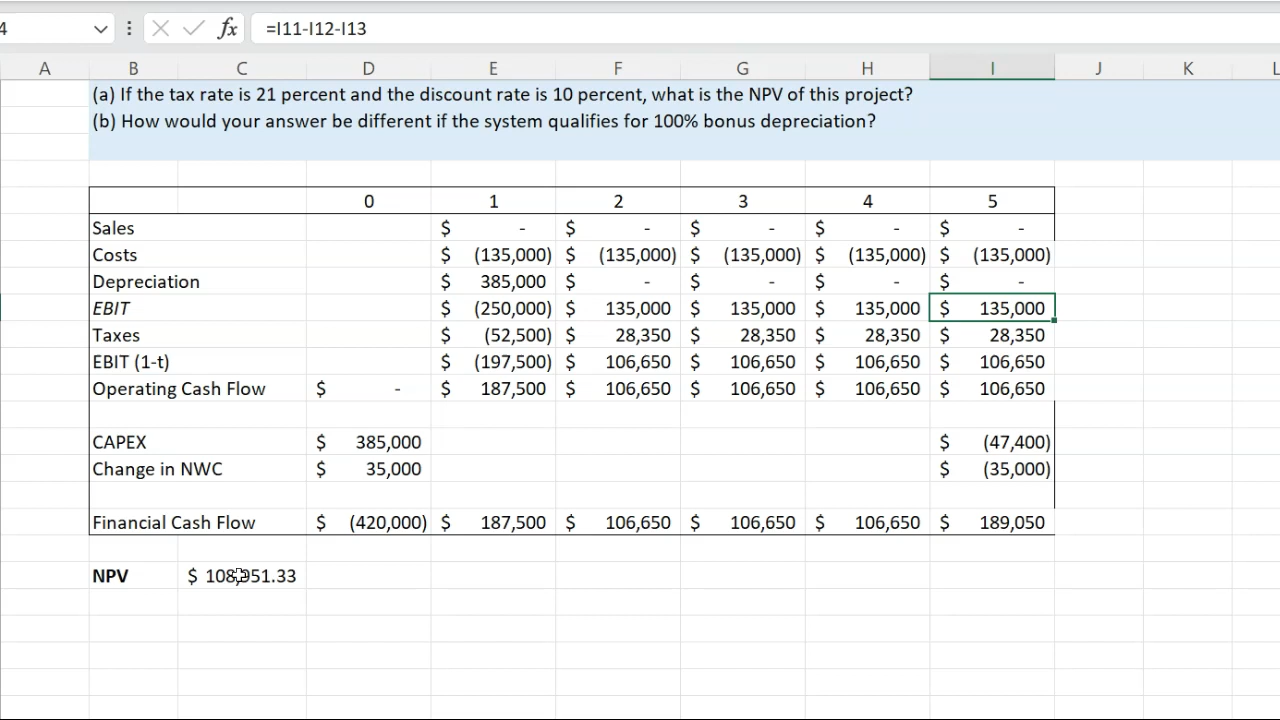 4 fx =I11-I12-I13
A B C D E F G H I J K L
(a) If the tax rate is 21 percent and the discount rate is 10 percent, what is the NPV of this project?
(b) How would your answer be different if the system qualifies for 100% bonus depreciation?
0 1 2 3 4 5
Sales $ - $ - $ - $ - $ -
Costs $ (135,000) $ (135,000) $ (135,000) $ (135,000) $ (135,000)
Depreciation $ 385,000 $ - $ - $ - $ -
EBIT $ (250,000) $ 135,000 $ 135,000 $ 135,000 $ 135,000
Taxes $ (52,500) $ 28,350 $ 28,350 $ 28,350 $ 28,350
EBIT (1-t) $ (197,500) $ 106,650 $ 106,650 $ 106,650 $ 106,650
Operating Cash Flow $ - $ 187,500 $ 106,650 $ 106,650 $ 106,650 $ 106,650
CAPEX $ 385,000 $ (47,400)
Change in NWC $ 35,000 $ (35,000)
Financial Cash Flow $ (420,000) $ 187,500 $ 106,650 $ 106,650 $ 106,650 $ 189,050
NPV $ 108,951.33